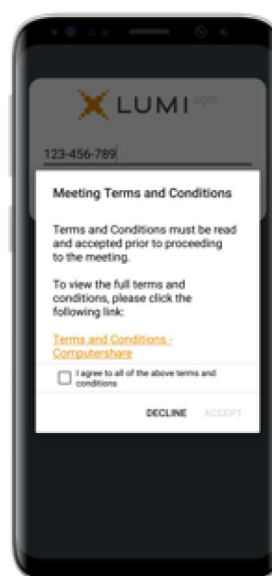 LUMI agm
123-456-789
Meeting Terms and Conditions
Terms and Conditions must be read
and accepted prior to proceeding
to the meeting.
To view the full terms and
conditions, please click the
following link:
Terms and Conditions -
Computershare
I agree to all of the above terms and
conditions
DECLINE ACCEPT